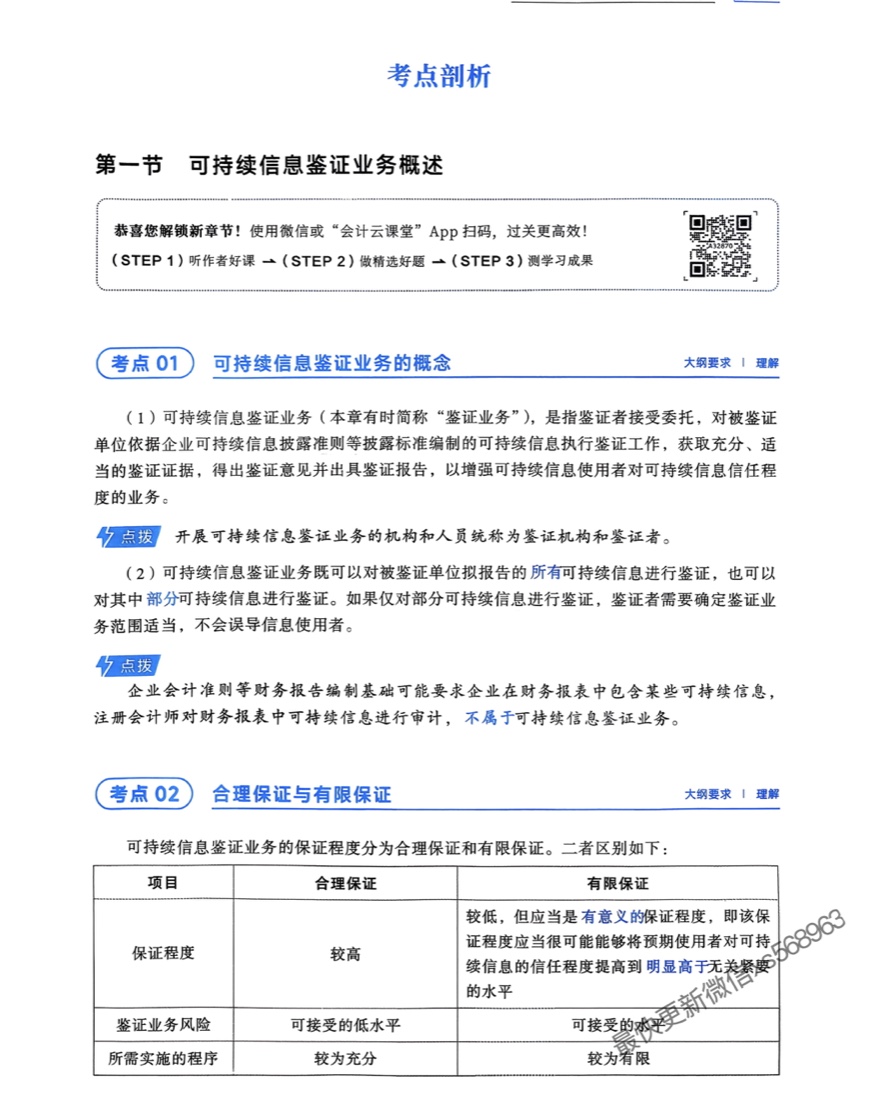 考点剖析
第一节 可持续信息鉴证业务概述
恭喜您解锁新章节！使用微信或“会计云课堂”App 扫码，过关更高效！
（STEP 1）听作者好课 →（STEP 2）做精选好题 →（STEP 3）测学习成果
A32870
考点 01 可持续信息鉴证业务的概念 大纲要求 | 理解
（1）可持续信息鉴证业务（本章有时简称“鉴证业务”），是指鉴证者接受委托，对被鉴证
单位依据企业可持续信息披露准则等披露标准编制的可持续信息执行鉴证工作，获取充分、适
当的鉴证证据，得出鉴证意见并出具鉴证报告，以增强可持续信息使用者对可持续信息信任程
度的业务。
点拨 开展可持续信息鉴证业务的机构和人员统称为鉴证机构和鉴证者。
（2）可持续信息鉴证业务既可以对被鉴证单位拟报告的所有可持续信息进行鉴证，也可以
对其中部分可持续信息进行鉴证。如果仅对部分可持续信息进行鉴证，鉴证者需要确定鉴证业
务范围适当，不会误导信息使用者。
点拨
企业会计准则等财务报告编制基础可能要求企业在财务报表中包含某些可持续信息，
注册会计师对财务报表中可持续信息进行审计，不属于可持续信息鉴证业务。
考点 02 合理保证与有限保证 大纲要求 | 理解
可持续信息鉴证业务的保证程度分为合理保证和有限保证。二者区别如下：
项目 合理保证 有限保证
保证程度 较高
较低，但应当是有意义的保证程度，即该保
证程度应当很可能能够将预期使用者对可持
续信息的信任程度提高到明显高于无关紧要
的水平
鉴证业务风险 可接受的低水平 可接受的水平
所需实施的程序 较为充分 较为有限